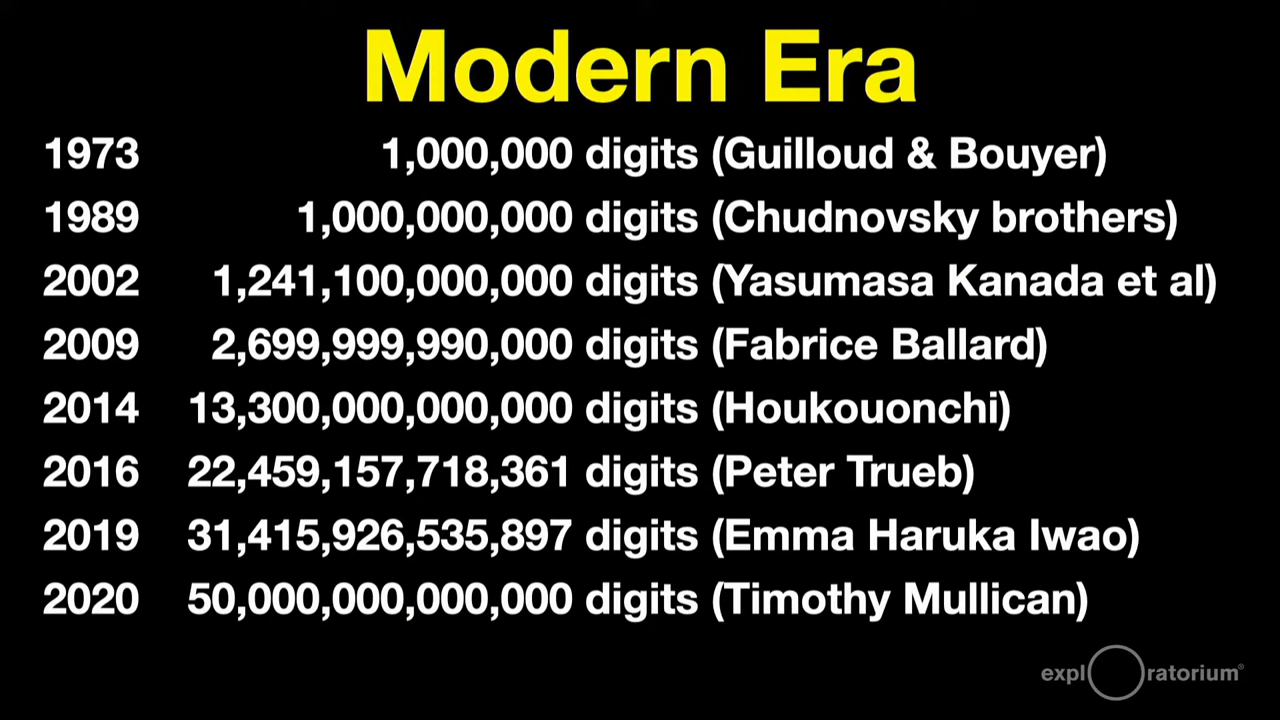 Modern Era
1973 1,000,000 digits (Guilloud & Bouyer)
1989 1,000,000,000 digits (Chudnovsky brothers)
2002 1,241,100,000,000 digits (Yasumasa Kanada et al)
2009 2,699,999,990,000 digits (Fabrice Ballard)
2014 13,300,000,000,000 digits (Houkouonchi)
2016 22,459,157,718,361 digits (Peter Trueb)
2019 31,415,926,535,897 digits (Emma Haruka Iwao)
2020 50,000,000,000,000 digits (Timothy Mullican)
explOratorium®